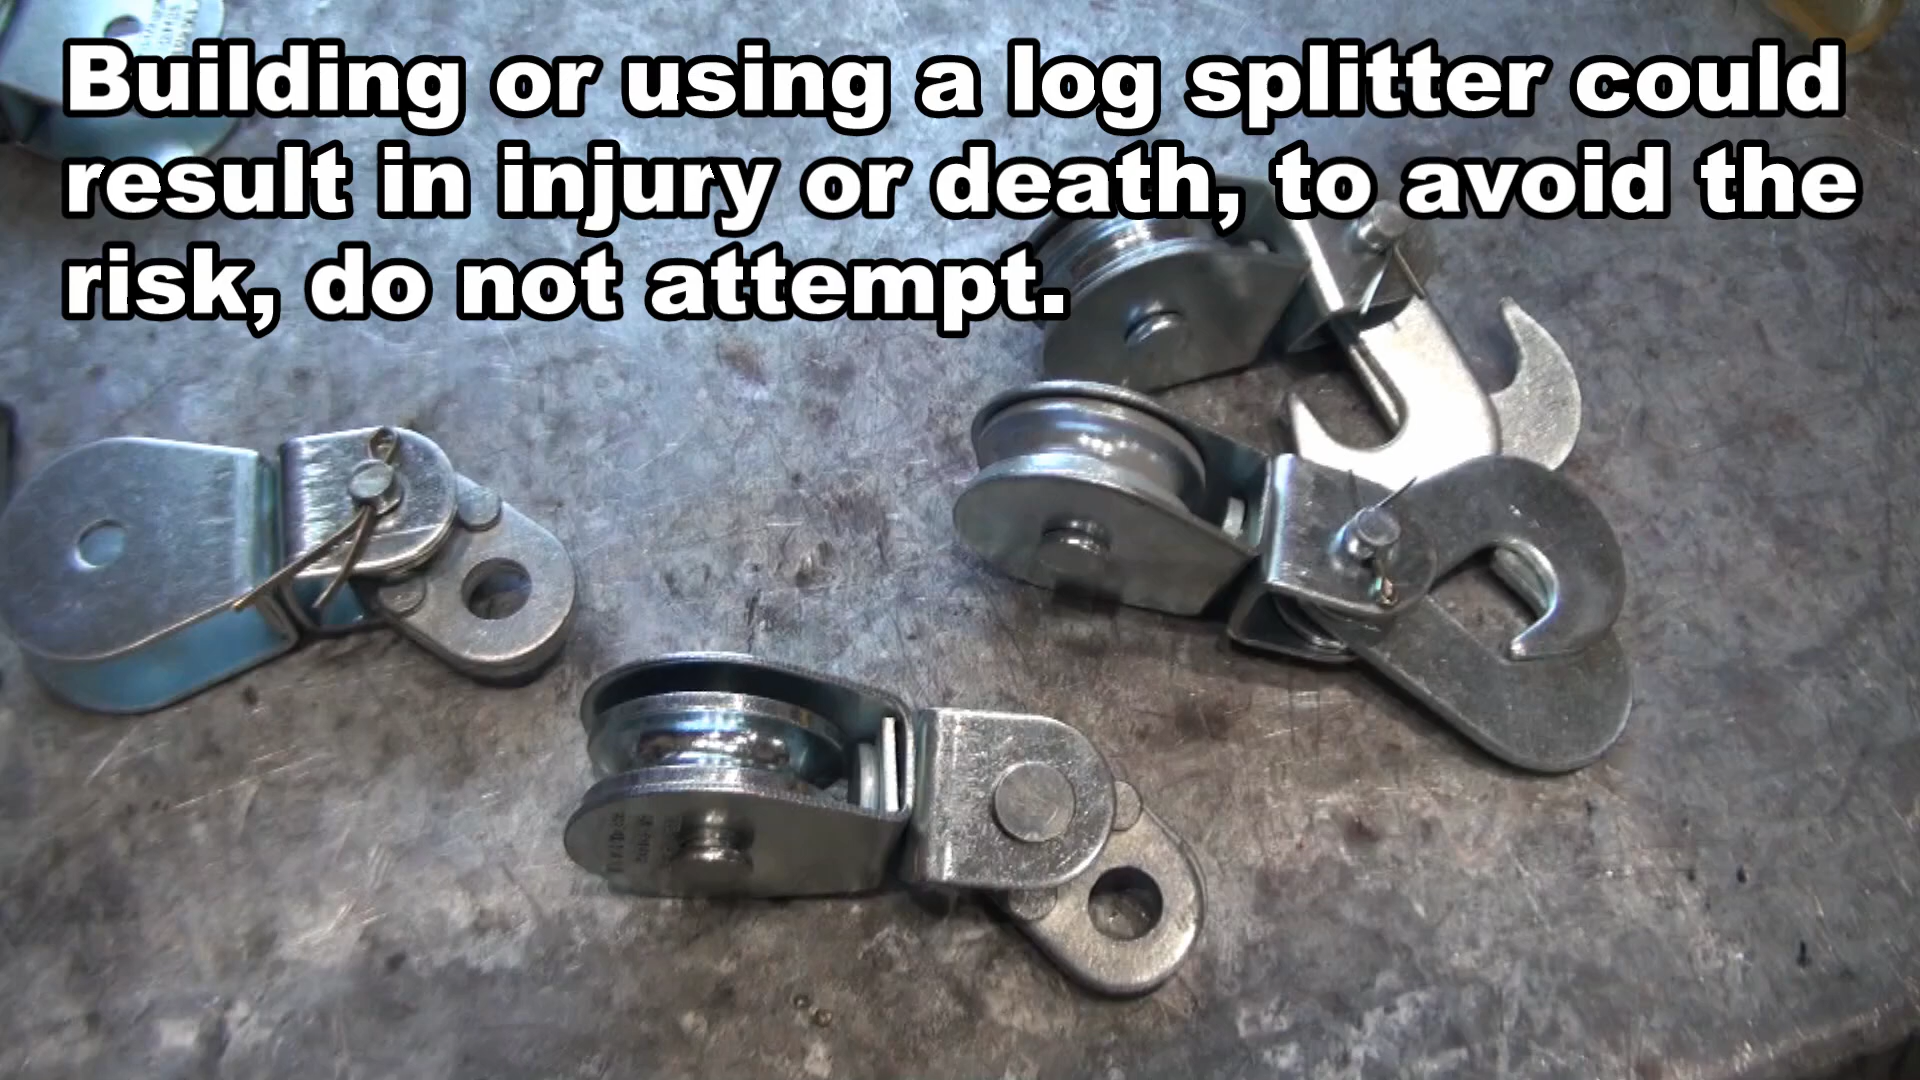 Building or using a log splitter could
result in injury or death, to avoid the
risk, do not attempt.